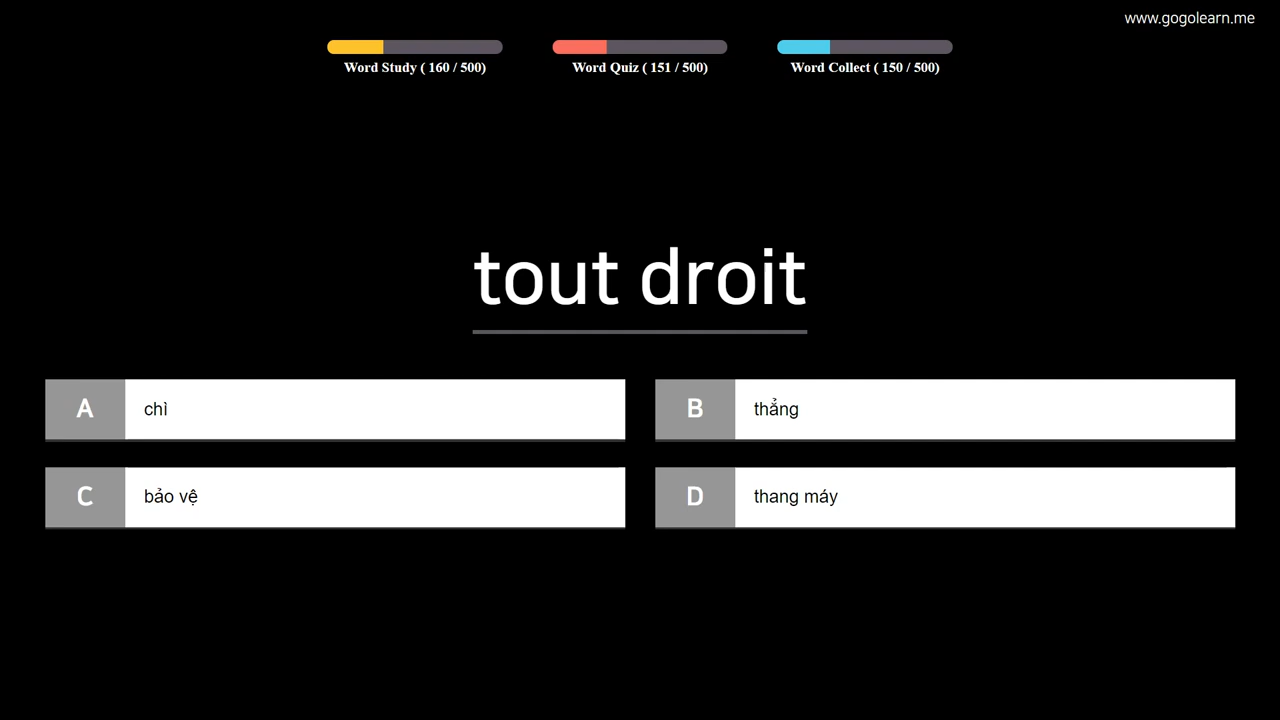 www.gogolearn.me
Word Study ( 160 / 500)
Word Quiz ( 151 / 500)
Word Collect ( 150 / 500)
tout droit
A
chì
B
thẳng
C
bảo vệ
D
thang máy